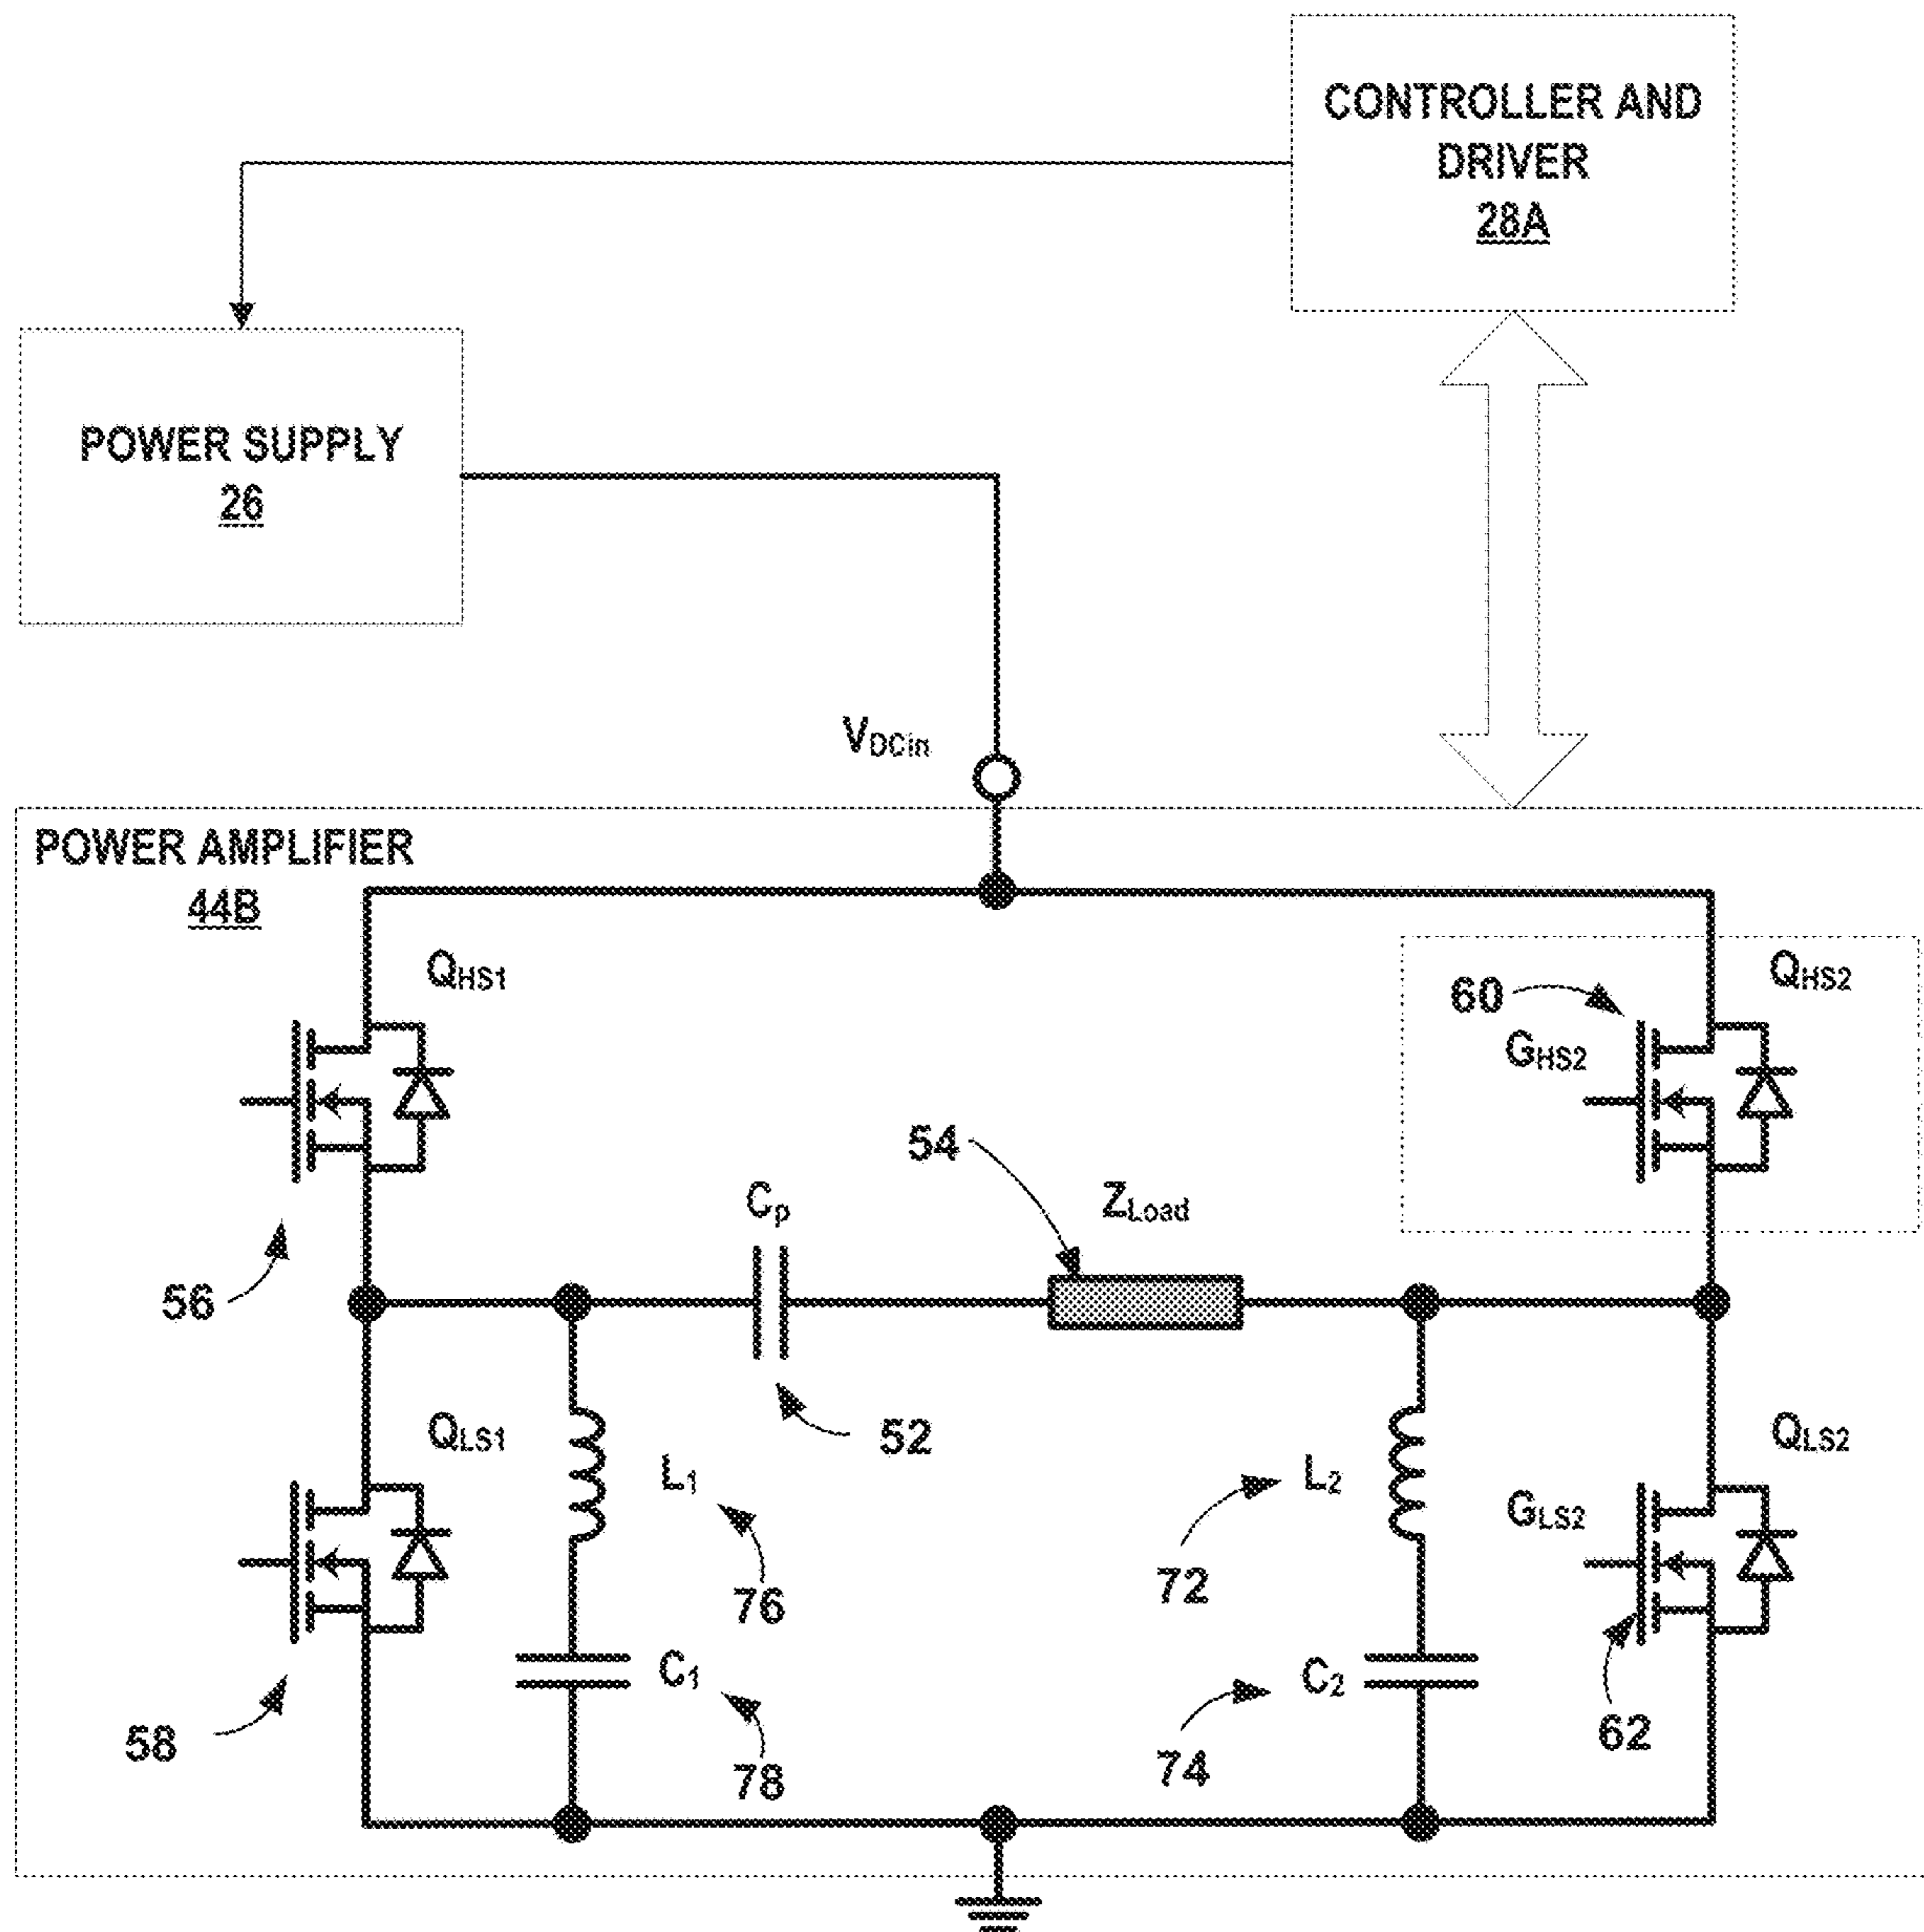 CONTROLLER AND
DRIVER
28A
POWER SUPPLY
26
VDCin
POWER AMPLIFIER
44B
QHS1
QHS2
60
GHS2
54
Cp
ZLoad
56
QLS1
52
QLS2
L1
L2
GLS2
76
72
C1
C2
58
78
74
62